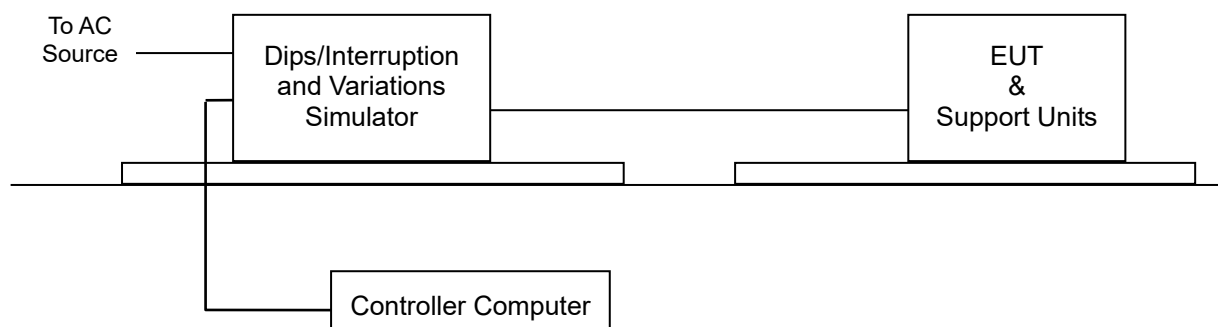 To AC
Source
Dips/Interruption
and Variations
Simulator
EUT
&
Support Units
Controller Computer